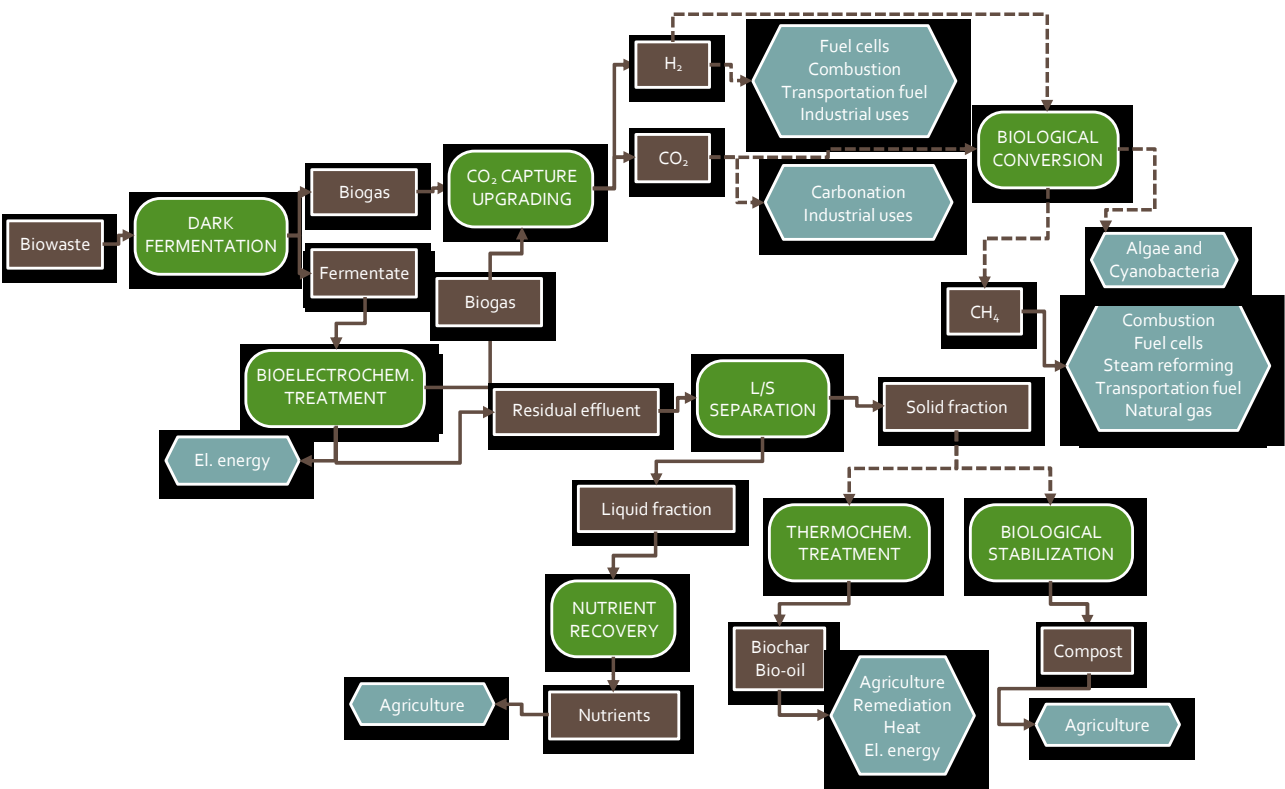 H₂
Fuel cells
Combustion
Transportation fuel
Industrial uses
BIOLOGICAL
CONVERSION
CO₂
CO₂ CAPTURE
UPGRADING
Biogas
Carbonation
Industrial uses
DARK
FERMENTATION
Biowaste
Fermentate
Biogas
Algae and
Cyanobacteria
CH₄
Combustion
Fuel cells
Steam reforming
Transportation fuel
Natural gas
BIOELECTROCHEM.
TREATMENT
Residual effluent
L/S
SEPARATION
Solid fraction
El. energy
Liquid fraction
THERMOCHEM.
TREATMENT
BIOLOGICAL
STABILIZATION
NUTRIENT
RECOVERY
Biochar
Bio-oil
Compost
Agriculture
Nutrients
Agriculture
Remediation
Heat
El. energy
Agriculture